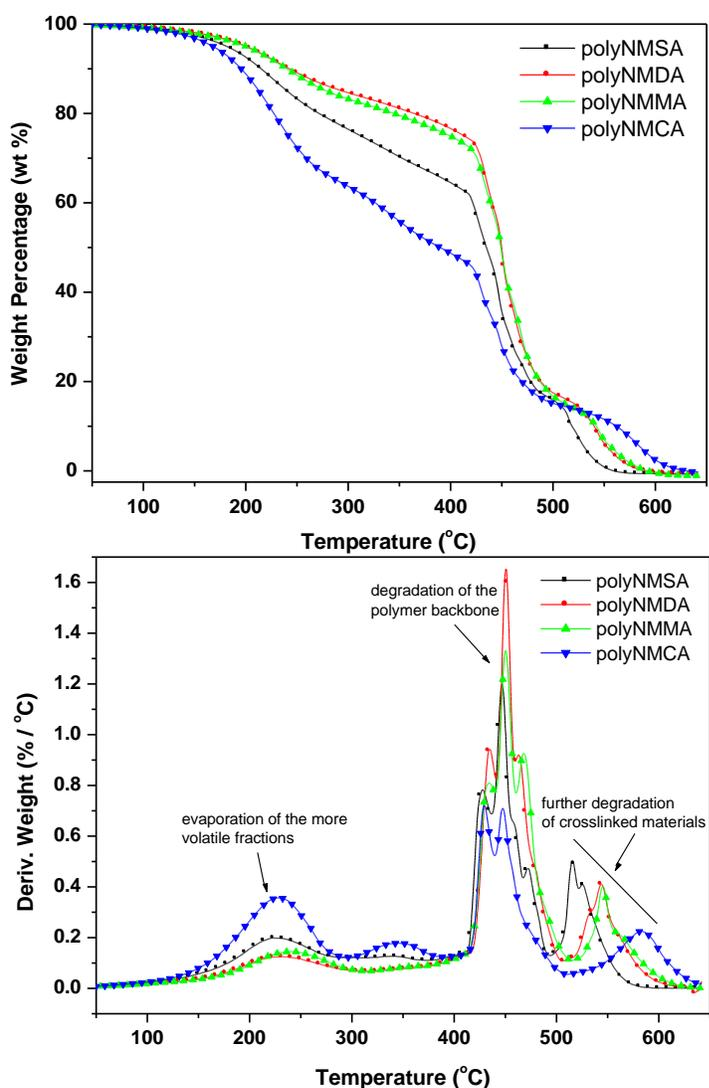 100
80
60
40
20
0
Weight Percentage (wt %)
polyNMSA
polyNMDA
polyNMMA
polyNMCA
100 200 300 400 500 600
Temperature (°C)
1.6
1.4
1.2
1.0
0.8
0.6
0.4
0.2
0.0
Deriv. Weight (% / °C)
degradation of the
polymer backbone
polyNMSA
polyNMDA
polyNMMA
polyNMCA
evaporation of the more
volatile fractions
further degradation
of crosslinked materials
100 200 300 400 500 600
Temperature (°C)